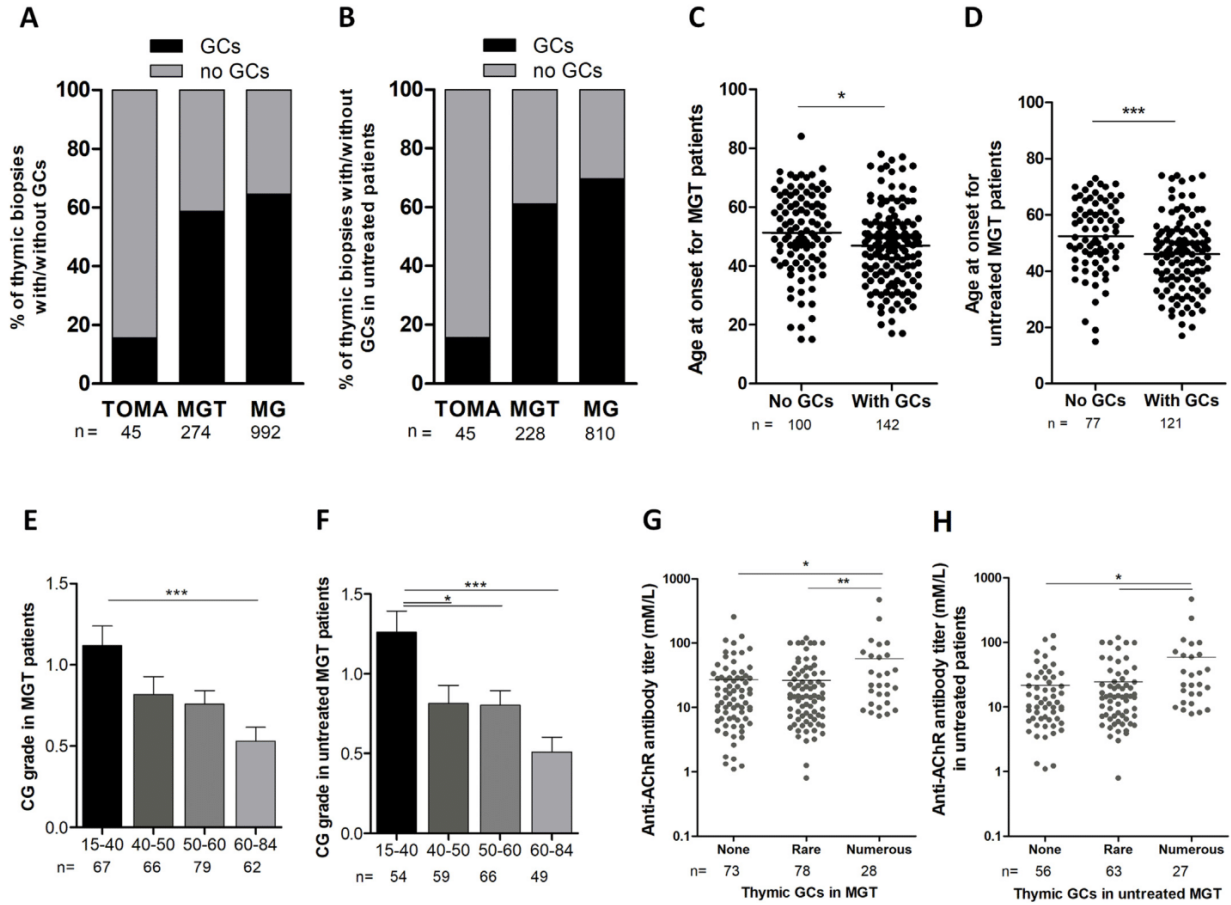 A
GCs
no GCs
% of thymic biopsies
with/without GCs
100
80
60
40
20
0
TOMA MGT MG
n = 45 274 992
B
GCs
no GCs
% of thymic biopsies with/without
GCs in untreated patients
100
80
60
40
20
0
TOMA MGT MG
n = 45 228 810
C
Age at onset for MGT patients
100
80
60
40
20
0
*
No GCs With GCs
n = 100 142
D
Age at onset for
untreated MGT patients
100
80
60
40
20
0
***
No GCs With GCs
n = 77 121
E
CG grade in MGT patients
1.5
1.0
0.5
0.0
***
15-40 40-50 50-60 60-84
n= 67 66 79 62
F
CG grade in untreated MGT patients
1.5
1.0
0.5
0.0
***
*
15-40 40-50 50-60 60-84
n= 54 59 66 49
G
Anti-AChR antibody titer (mM/L)
1000
100
10
1
0.1
*
**
None Rare Numerous
n= 73 78 28
Thymic GCs in MGT
H
Anti-AChR antibody titer (mM/L)
in untreated patients
1000
100
10
1
0.1
*
None Rare Numerous
n= 56 63 27
Thymic GCs in untreated MGT